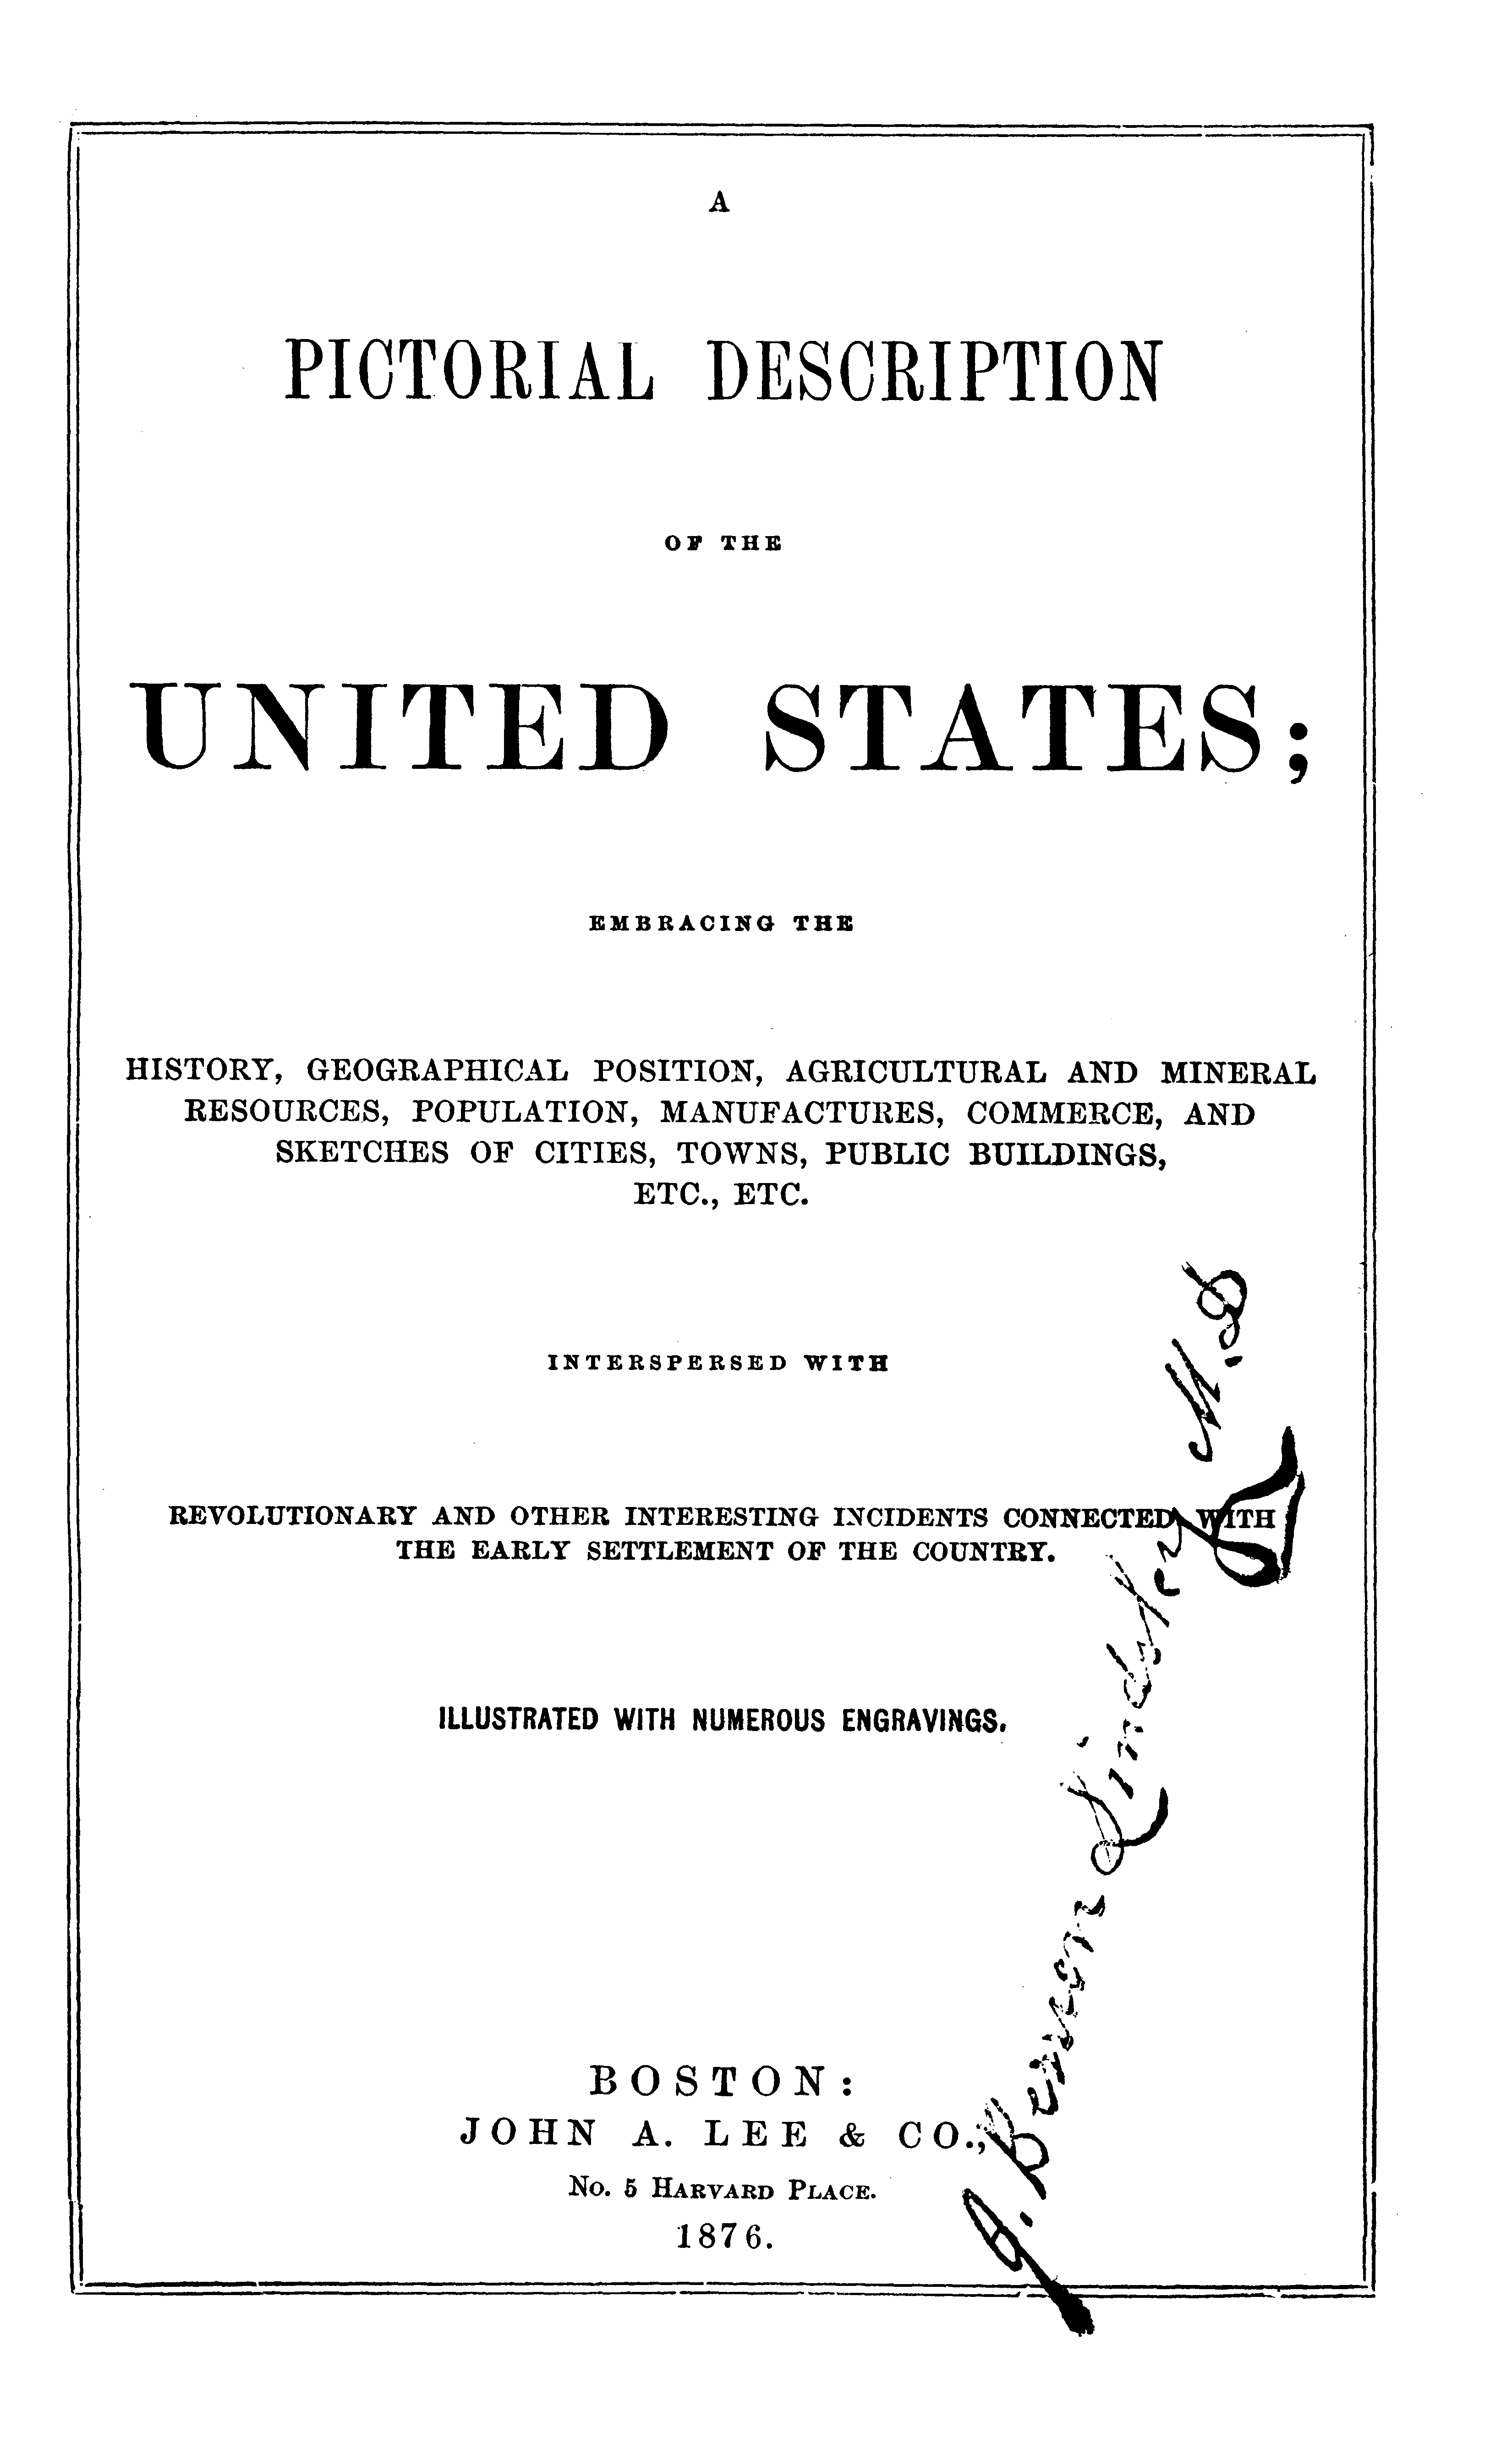 A
PICTORIAL DESCRIPTION
OF THE
UNITED STATES;
EMBRACING THE
HISTORY, GEOGRAPHICAL POSITION, AGRICULTURAL AND MINERAL
RESOURCES, POPULATION, MANUFACTURES, COMMERCE, AND
SKETCHES OF CITIES, TOWNS, PUBLIC BUILDINGS,
ETC., ETC.
INTERSPERSED WITH
REVOLUTIONARY AND OTHER INTERESTING INCIDENTS CONNECTED WITH
THE EARLY SETTLEMENT OF THE COUNTRY.
ILLUSTRATED WITH NUMEROUS ENGRAVINGS.
BOSTON:
JOHN A. LEE & CO.,
No. 5 HARVARD PLACE.
1876.
J. Berrien Lindsley M.D